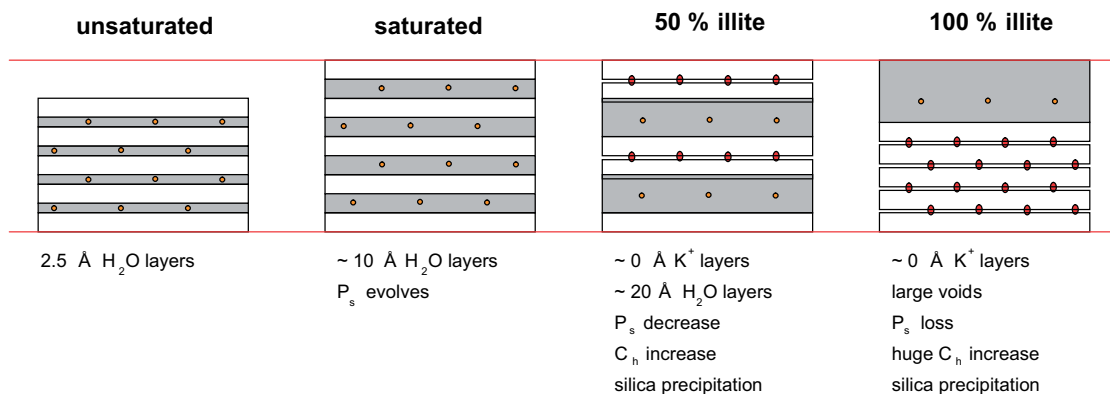 unsaturated
saturated
50 % illite
100 % illite
2.5 Å H₂O layers
~ 10 Å H₂O layers
Pₛ evolves
~ 0 Å K⁺ layers
~ 20 Å H₂O layers
Pₛ decrease
Cₕ increase
silica precipitation
~ 0 Å K⁺ layers
large voids
Pₛ loss
huge Cₕ increase
silica precipitation